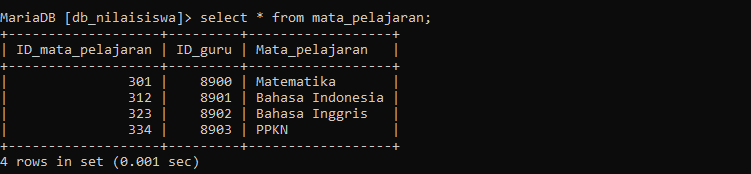 MariaDB [db_nilaisiswa]> select * from mata_pelajaran;
+-------------------+---------+------------------+
| ID_mata_pelajaran | ID_guru | Mata_pelajaran   |
+-------------------+---------+------------------+
|               301 |    8900 | Matematika       |
|               312 |    8901 | Bahasa Indonesia |
|               323 |    8902 | Bahasa Inggris   |
|               334 |    8903 | PPKN             |
+-------------------+---------+------------------+
4 rows in set (0.001 sec)